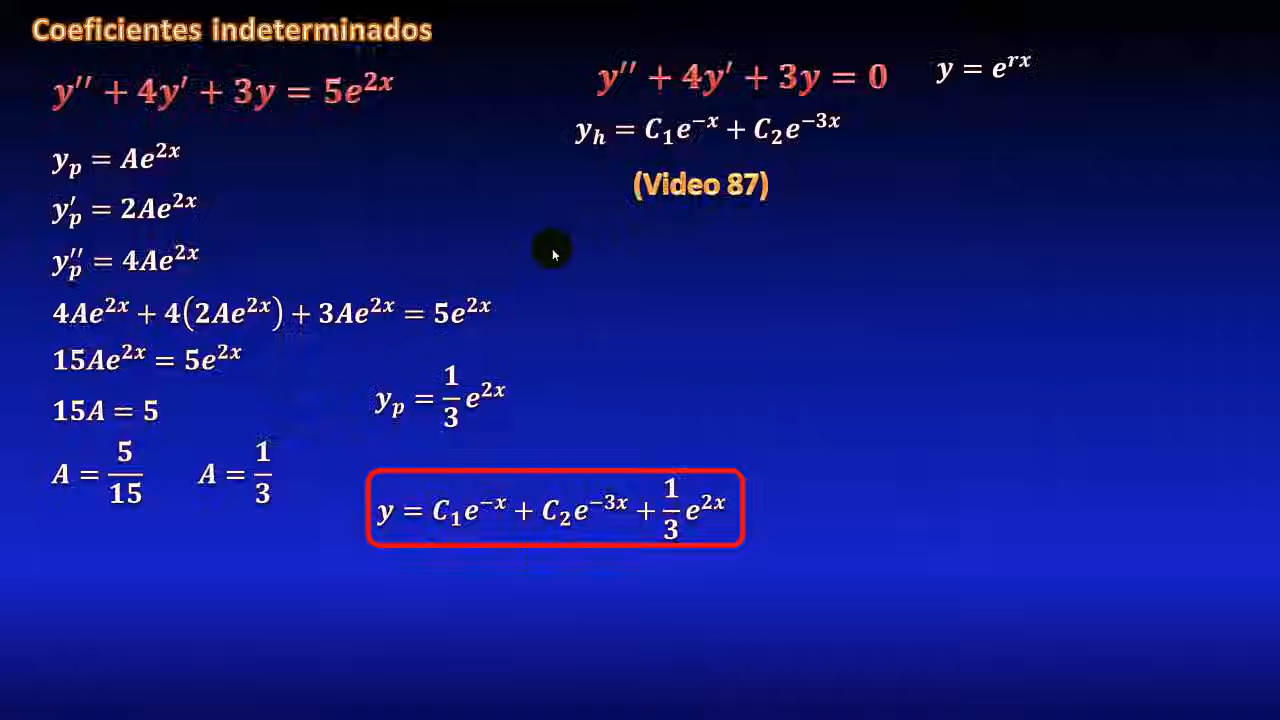 Coeficientes indeterminados
y'' + 4y' + 3y = 5e^{2x}
y_p = Ae^{2x}
y_p' = 2Ae^{2x}
y_p'' = 4Ae^{2x}
4Ae^{2x} + 4(2Ae^{2x}) + 3Ae^{2x} = 5e^{2x}
15Ae^{2x} = 5e^{2x}
15A = 5
A = \frac{5}{15} A = \frac{1}{3}
y'' + 4y' + 3y = 0 y = e^{rx}
y_h = C_1e^{-x} + C_2e^{-3x}
(Video 87)
y_p = \frac{1}{3}e^{2x}
y = C_1e^{-x} + C_2e^{-3x} + \frac{1}{3}e^{2x}